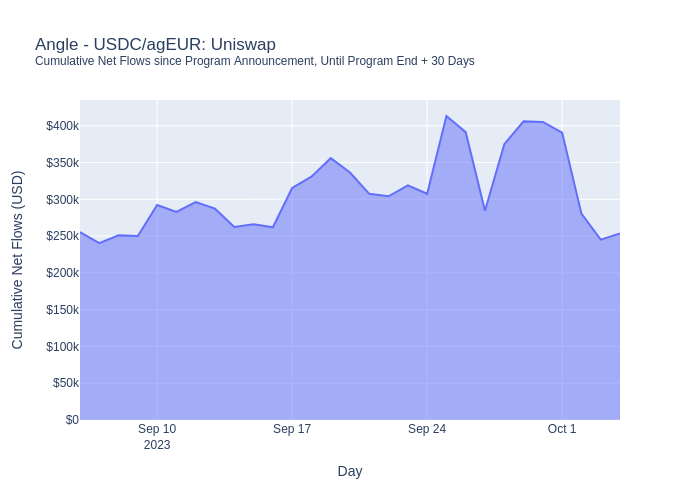 Angle - USDC/agEUR: Uniswap
Cumulative Net Flows since Program Announcement, Until Program End + 30 Days
Cumulative Net Flows (USD)
$400k
$350k
$300k
$250k
$200k
$150k
$100k
$50k
$0
Sep 10
2023
Sep 17
Sep 24
Oct 1
Day